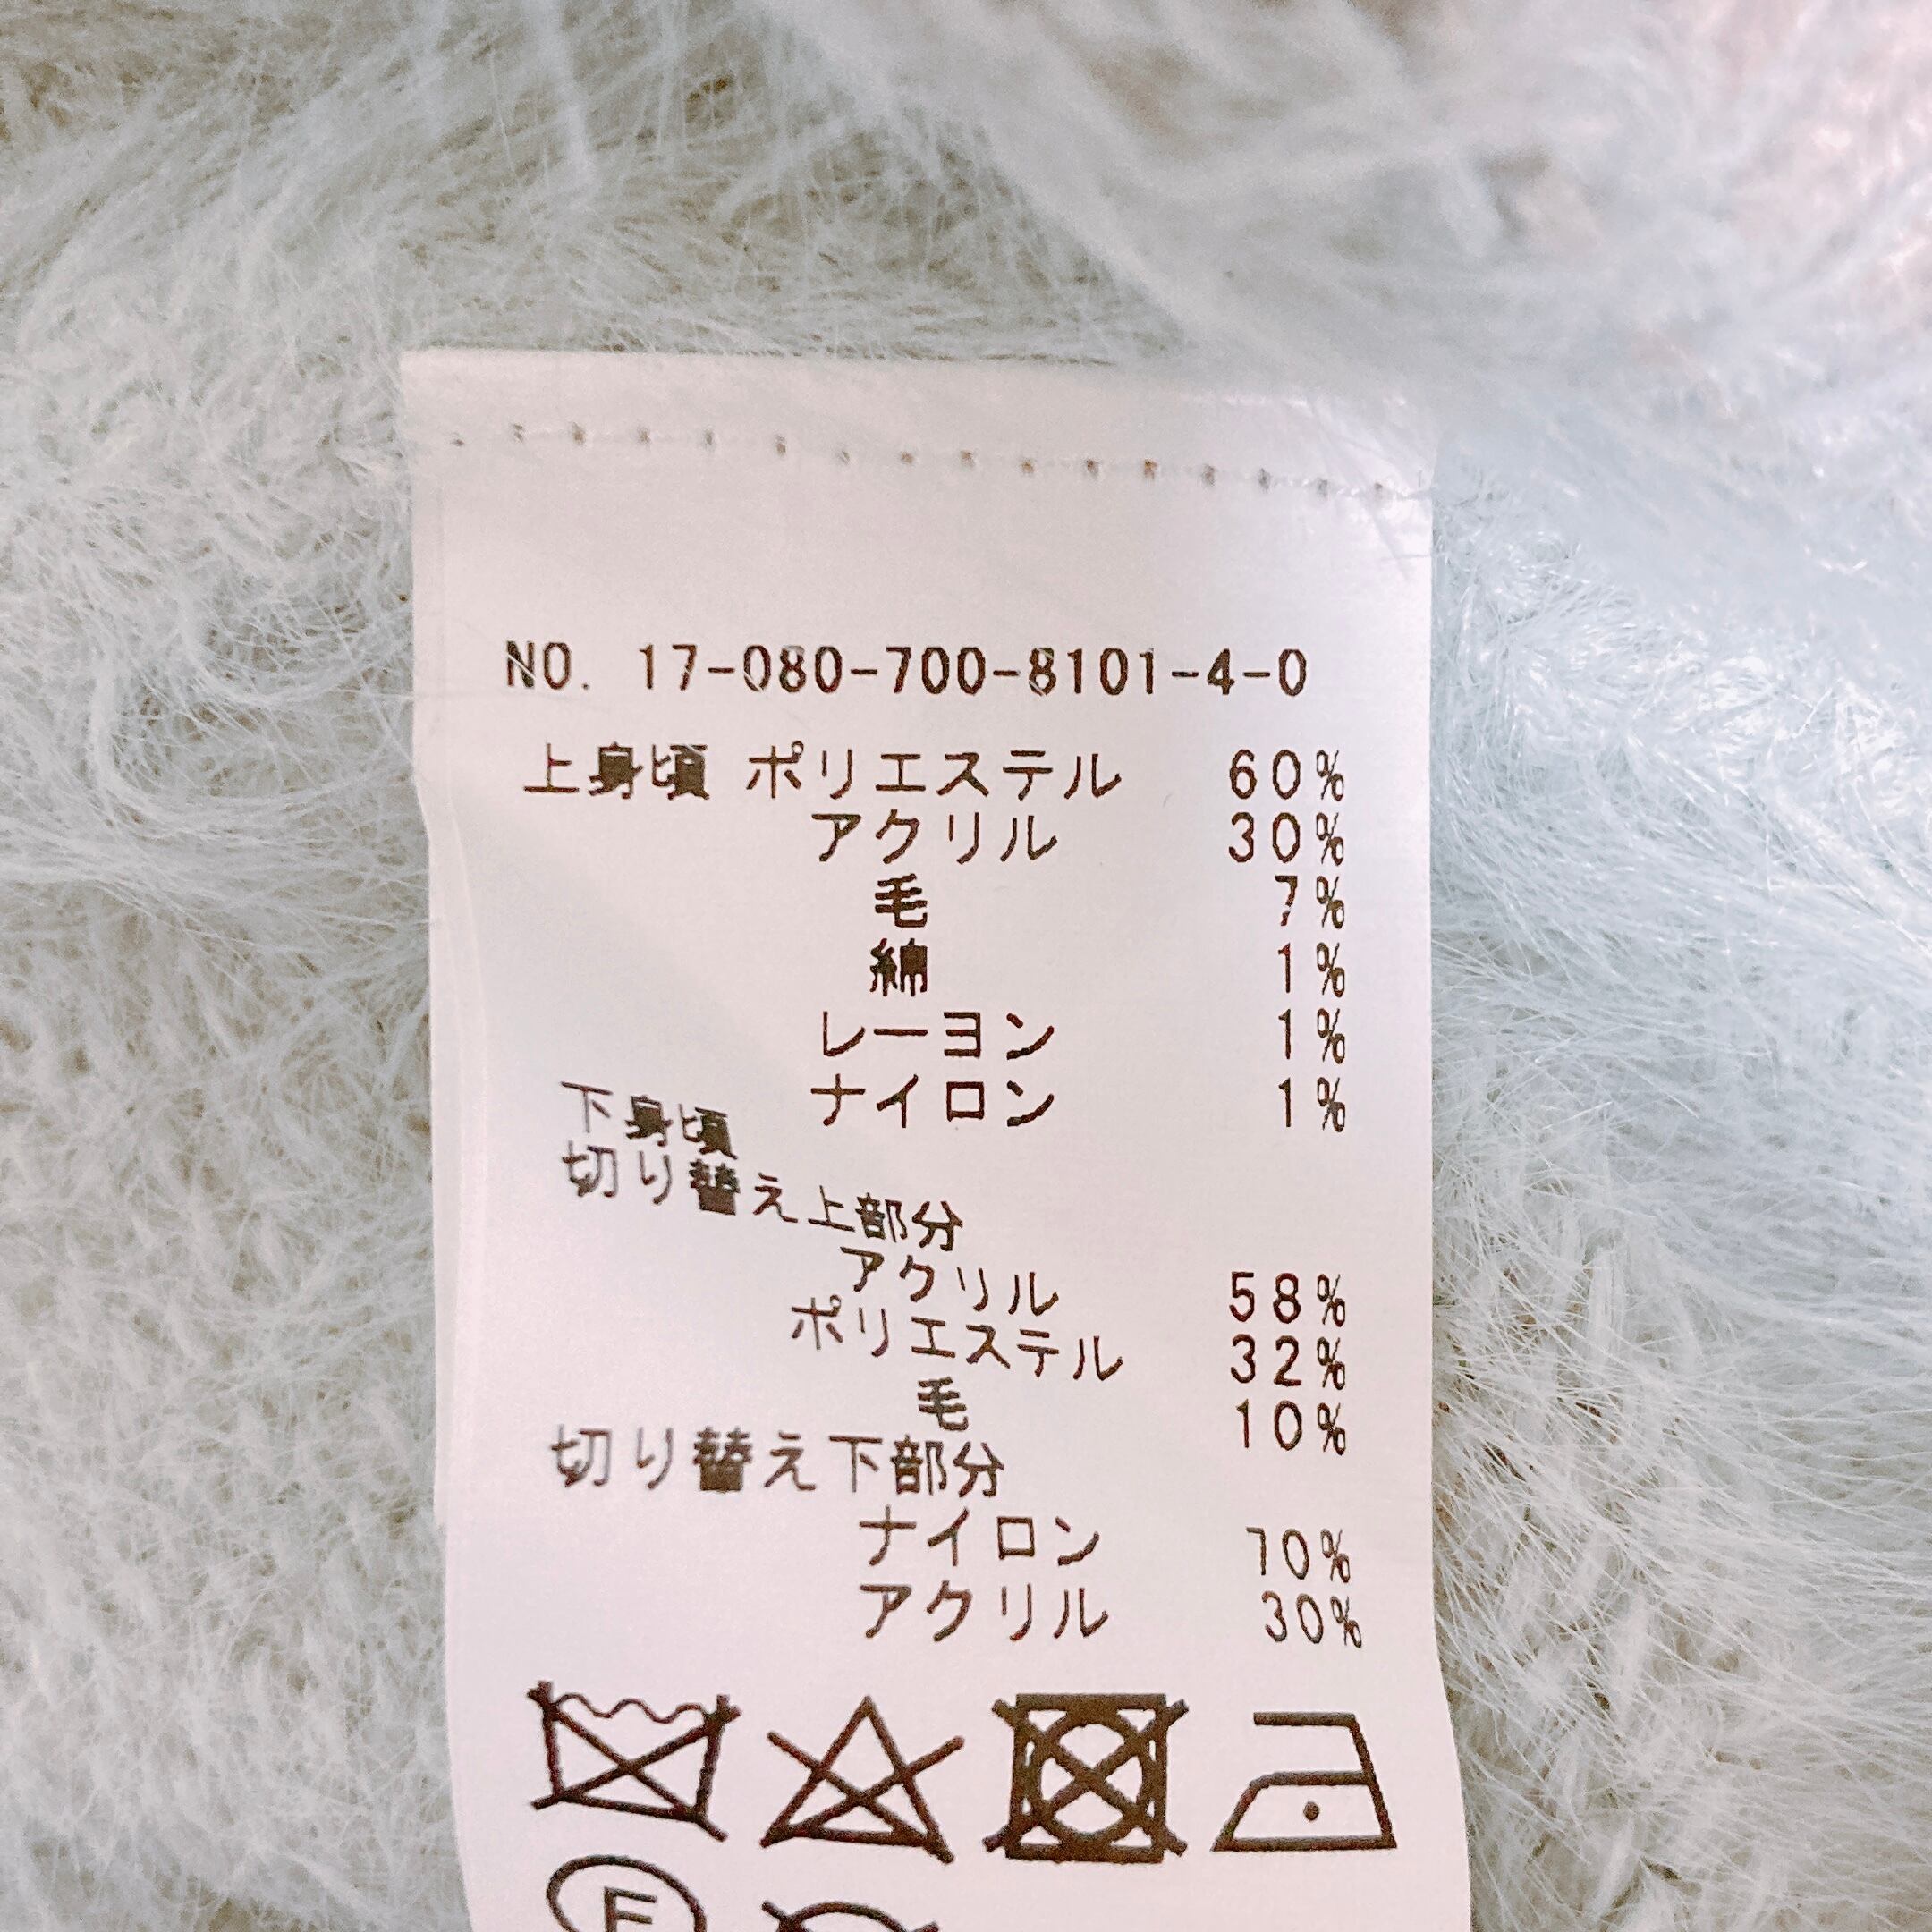 NO. 17-080-700-8101-4-0
上身頃 ポリエステル 60%
アクリル 30%
毛 7%
綿 1%
レーヨン 1%
ナイロン 1%
下身頃
切り替え上部分
アクリル 58%
ポリエステル 32%
毛 10%
切り替え下部分
ナイロン 70%
アクリル 30%
F